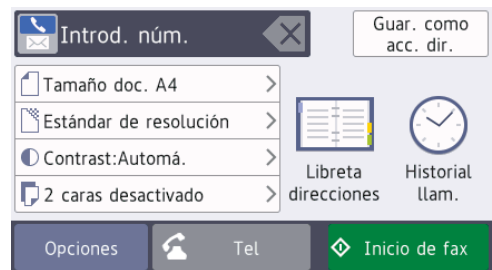 Introd. núm.
Guar. como
acc. dir.
Tamaño doc. A4
Estándar de resolución
Contrast:Automá.
2 caras desactivado
Libreta
direcciones
Historial
llam.
Opciones
Tel
Inicio de fax